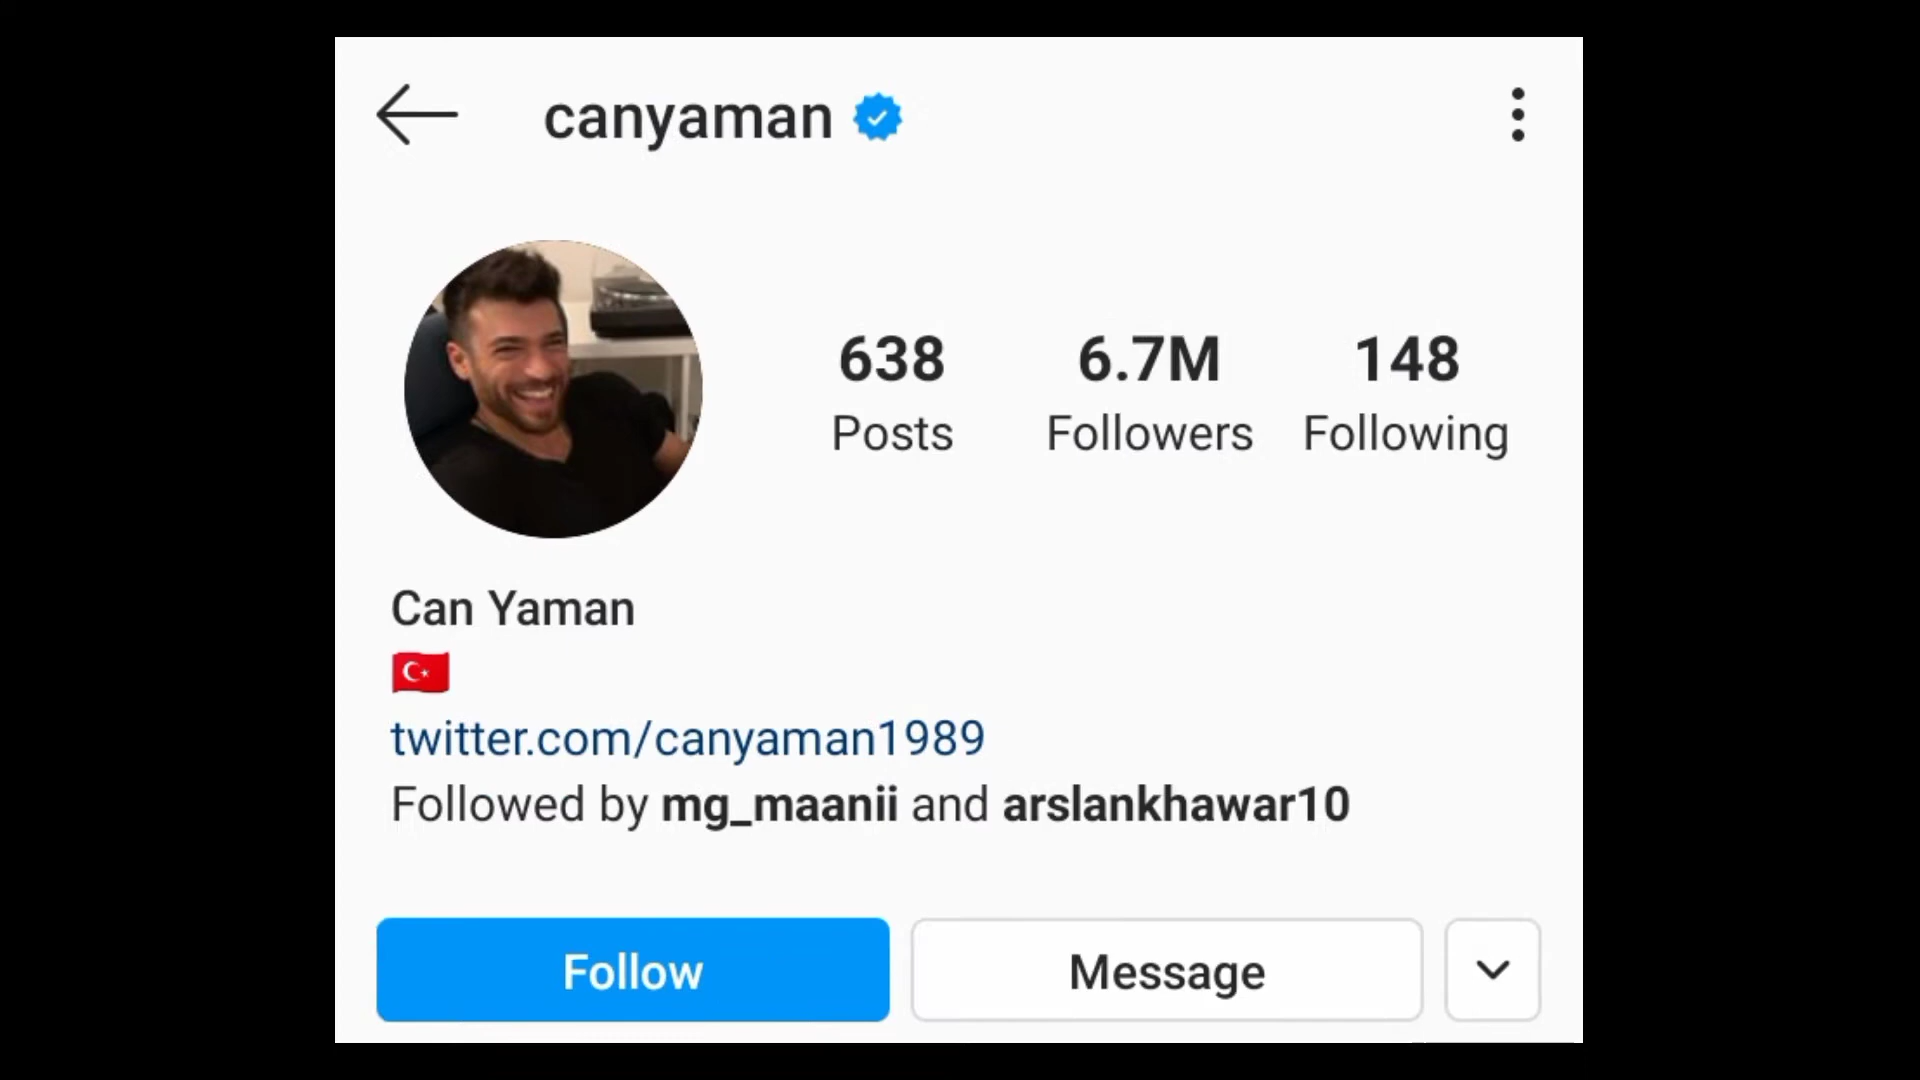 canyaman
638 6.7M 148
Posts Followers Following
Can Yaman
twitter.com/canyaman1989
Followed by mg_maanii and arslankhawar10
Follow Message